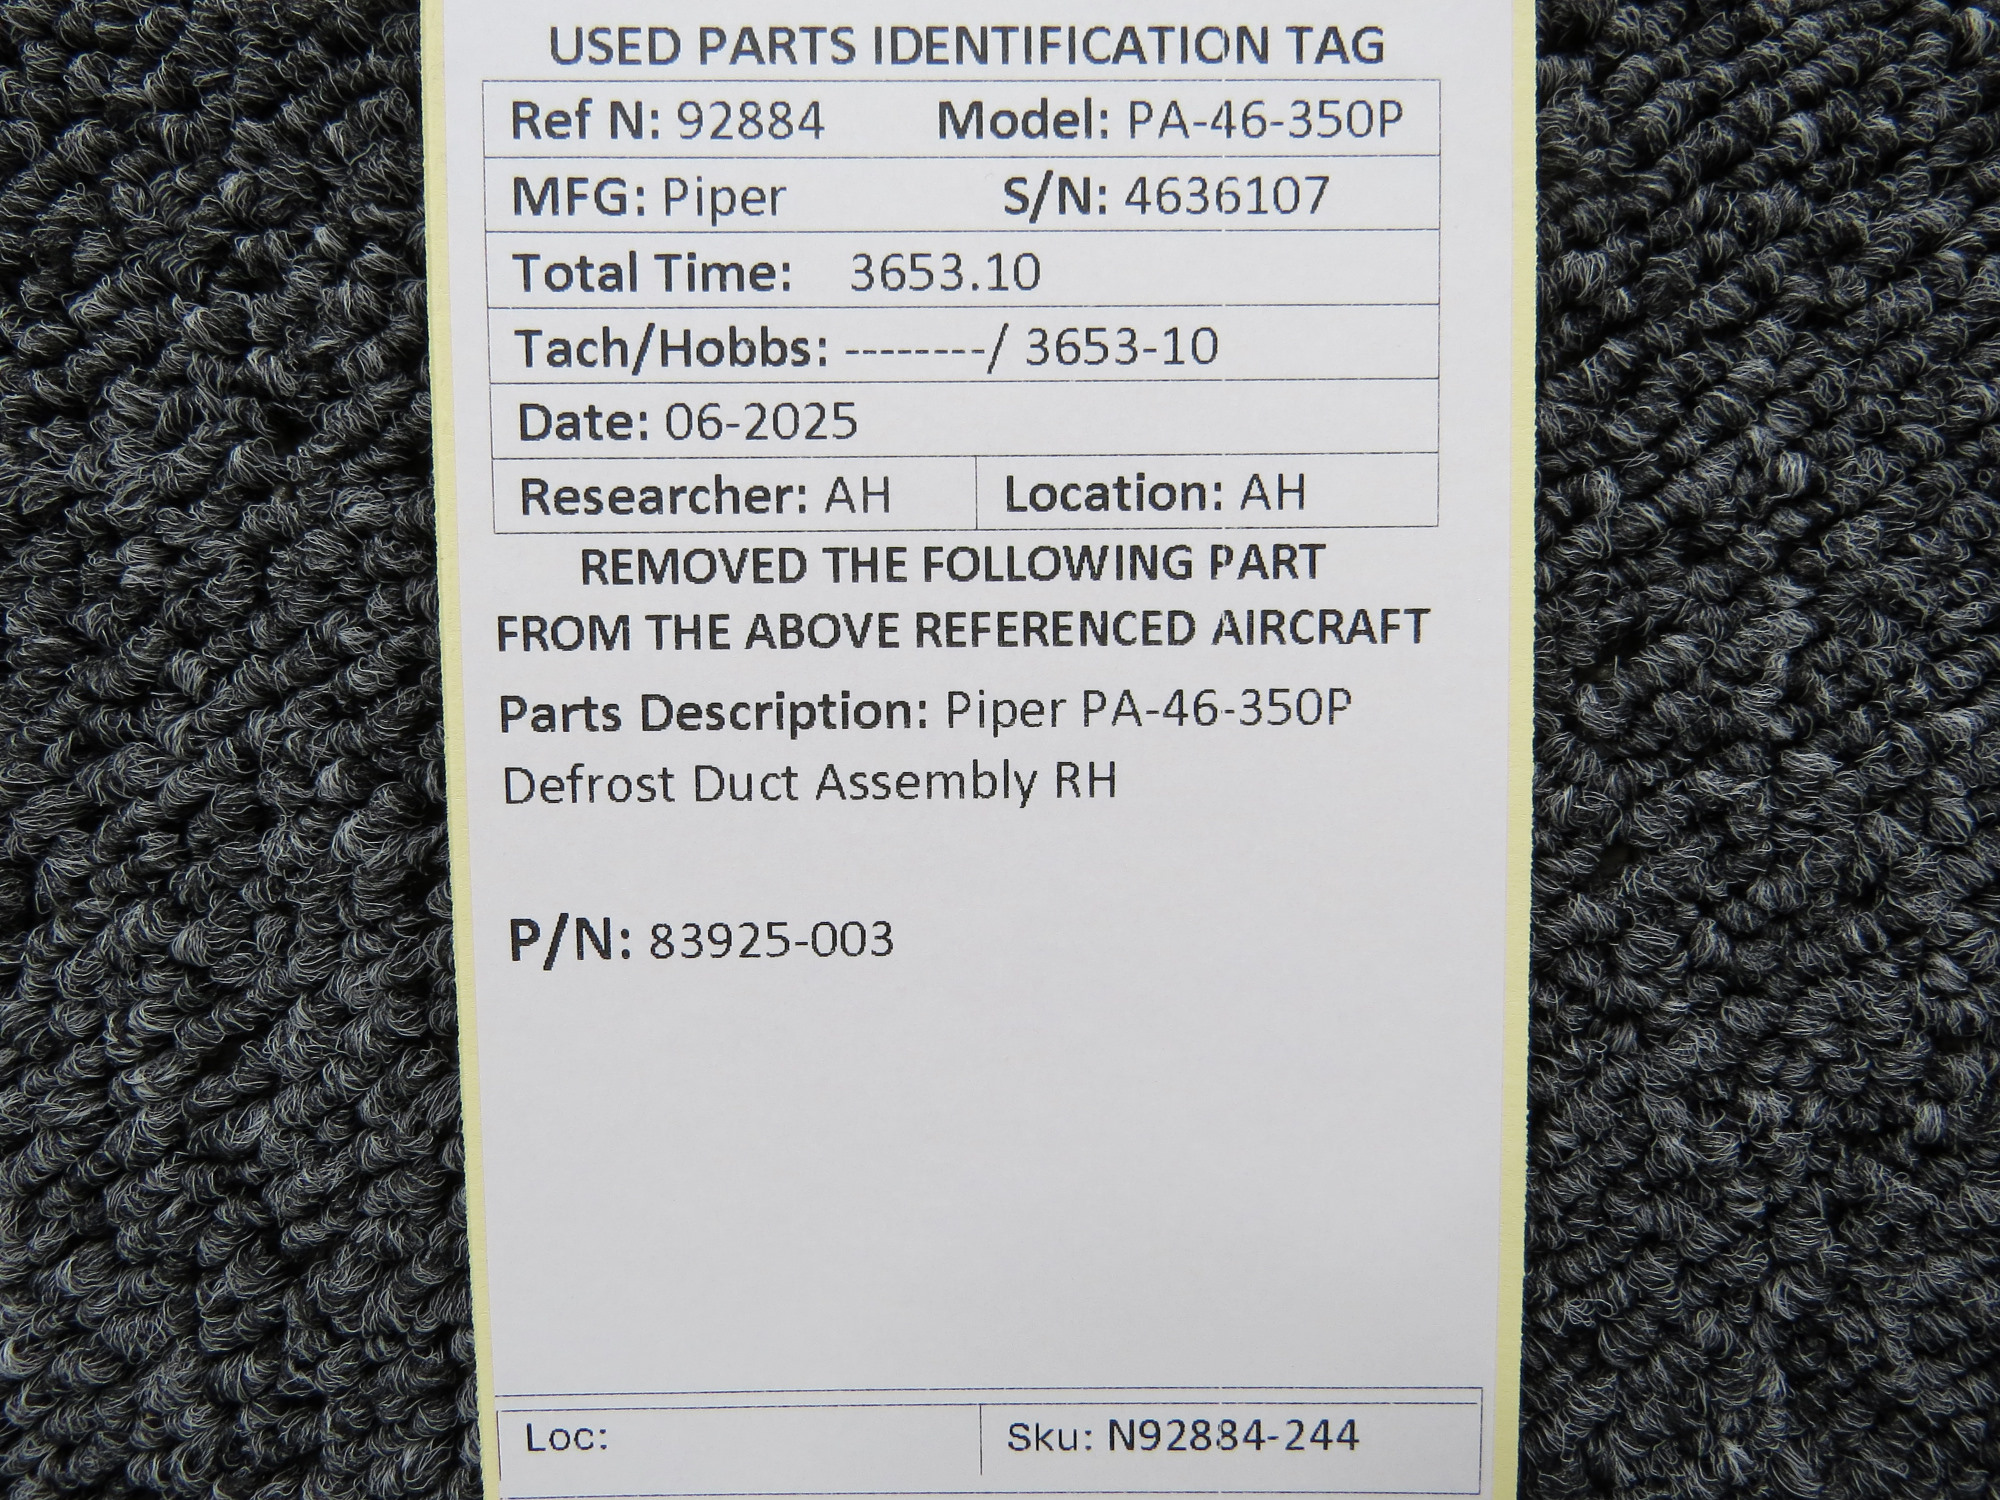 USED PARTS IDENTIFICATION TAG
Ref N: 92884 Model: PA-46-350P
MFG: Piper S/N: 4636107
Total Time: 3653.10
Tach/Hobbs: --------/ 3653-10
Date: 06-2025
Researcher: AH Location: AH
REMOVED THE FOLLOWING PART
FROM THE ABOVE REFERENCED AIRCRAFT
Parts Description: Piper PA-46-350P
Defrost Duct Assembly RH
P/N: 83925-003
Loc: Sku: N92884-244